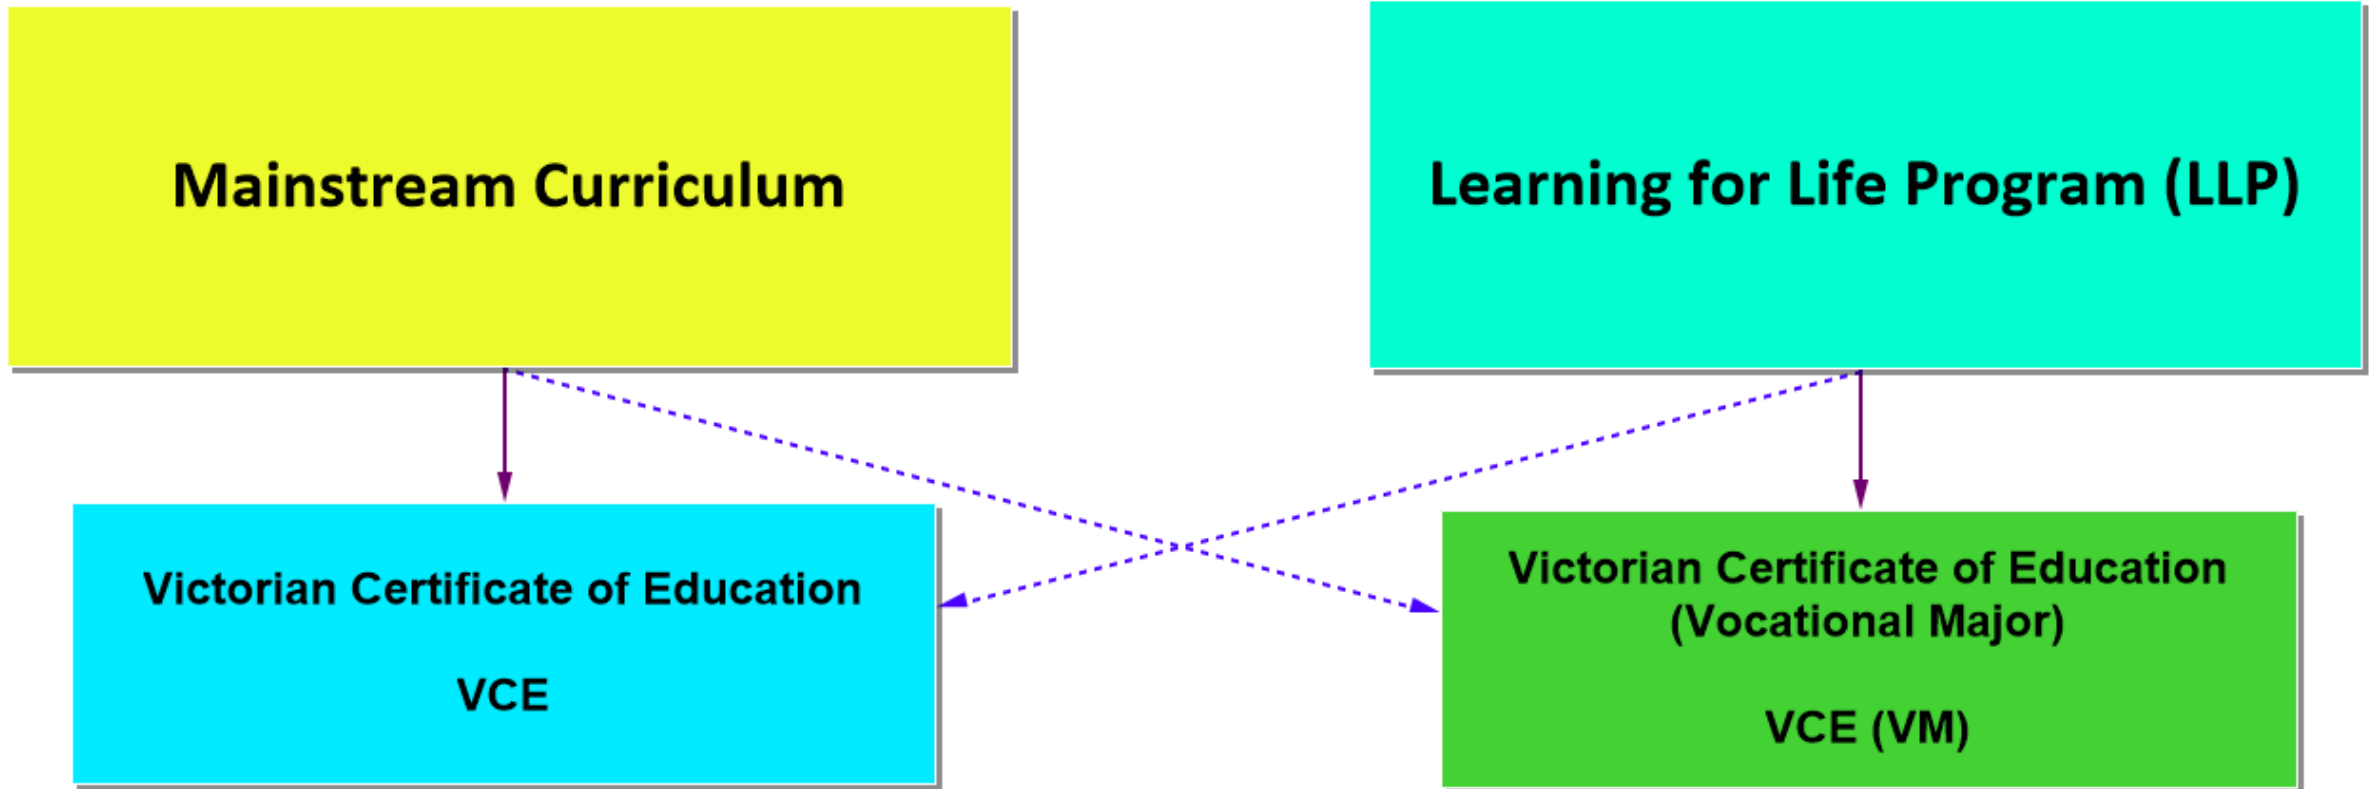 Mainstream Curriculum
Learning for Life Program (LLP)
Victorian Certificate of Education
VCE
Victorian Certificate of Education
(Vocational Major)
VCE (VM)